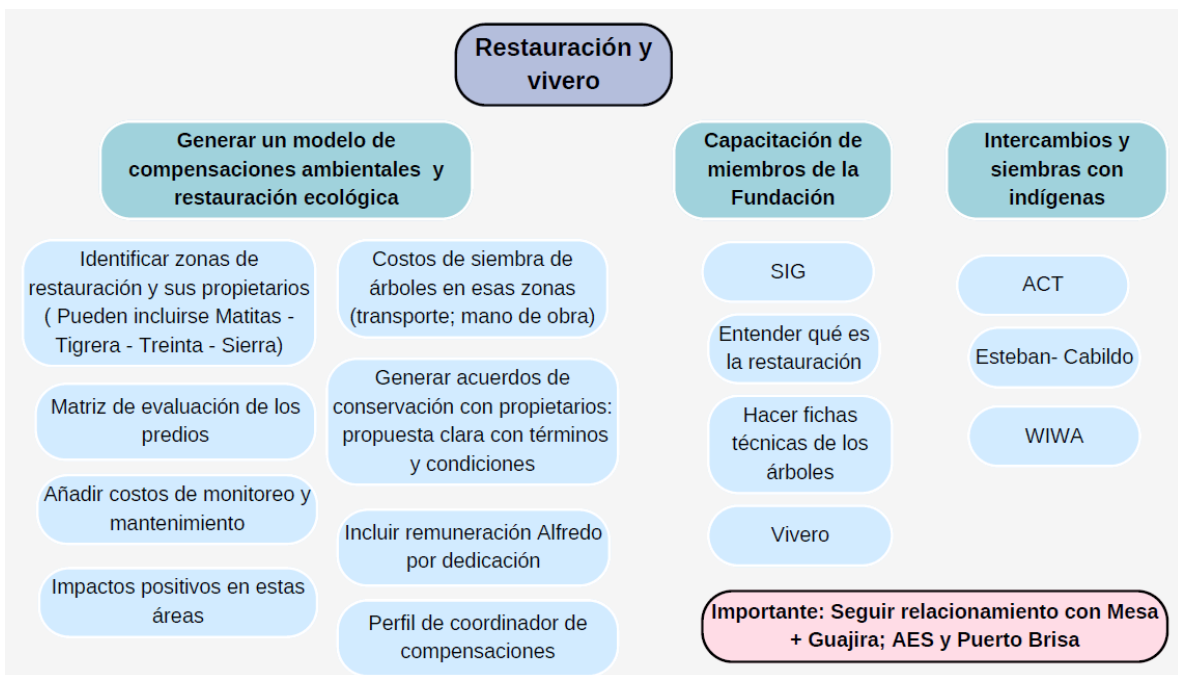 Restauración y
vivero
Generar un modelo de
compensaciones ambientales y
restauración ecológica
Identificar zonas de
restauración y sus propietarios
( Pueden incluirse Matitas -
Tigrera - Treinta - Sierra)
Matriz de evaluación de los
predios
Añadir costos de monitoreo y
mantenimiento
Impactos positivos en estas
áreas
Costos de siembra de
árboles en esas zonas
(transporte; mano de obra)
Generar acuerdos de
conservación con propietarios:
propuesta clara con términos
y condiciones
Incluir remuneración Alfredo
por dedicación
Perfil de coordinador de
compensaciones
Capacitación de
miembros de la
Fundación
SIG
Entender qué es
la restauración
Hacer fichas
técnicas de los
árboles
Vivero
Intercambios y
siembras con
indígenas
ACT
Esteban- Cabildo
WIWA
Importante: Seguir relacionamiento con Mesa
+ Guajira; AES y Puerto Brisa